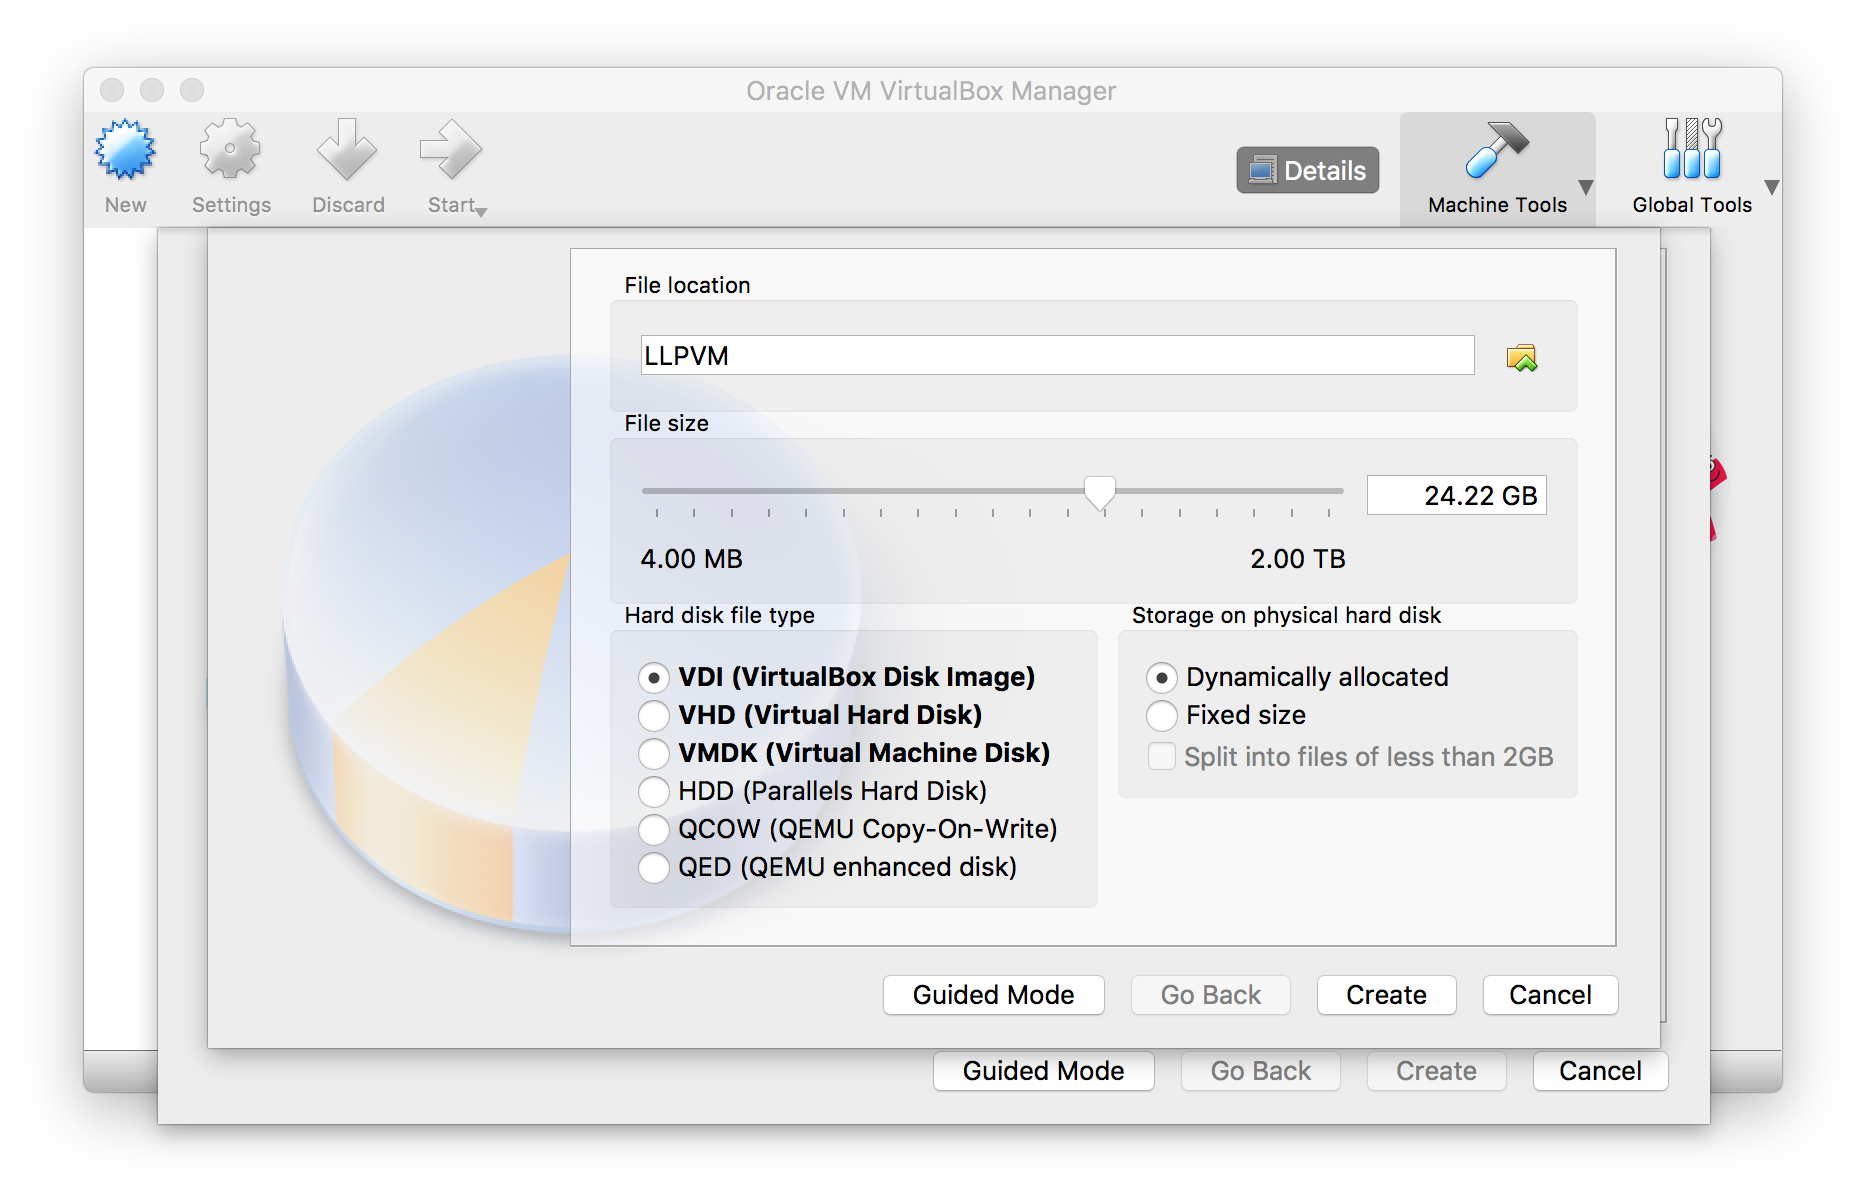 Oracle VM VirtualBox Manager
New Settings Discard Start Details Machine Tools Global Tools
File location
LLPVM
File size
24.22 GB
4.00 MB 2.00 TB
Hard disk file type
VDI (VirtualBox Disk Image)
VHD (Virtual Hard Disk)
VMDK (Virtual Machine Disk)
HDD (Parallels Hard Disk)
QCOW (QEMU Copy-On-Write)
QED (QEMU enhanced disk)
Storage on physical hard disk
Dynamically allocated
Fixed size
Split into files of less than 2GB
Guided Mode Go Back Create Cancel
Guided Mode Go Back Create Cancel